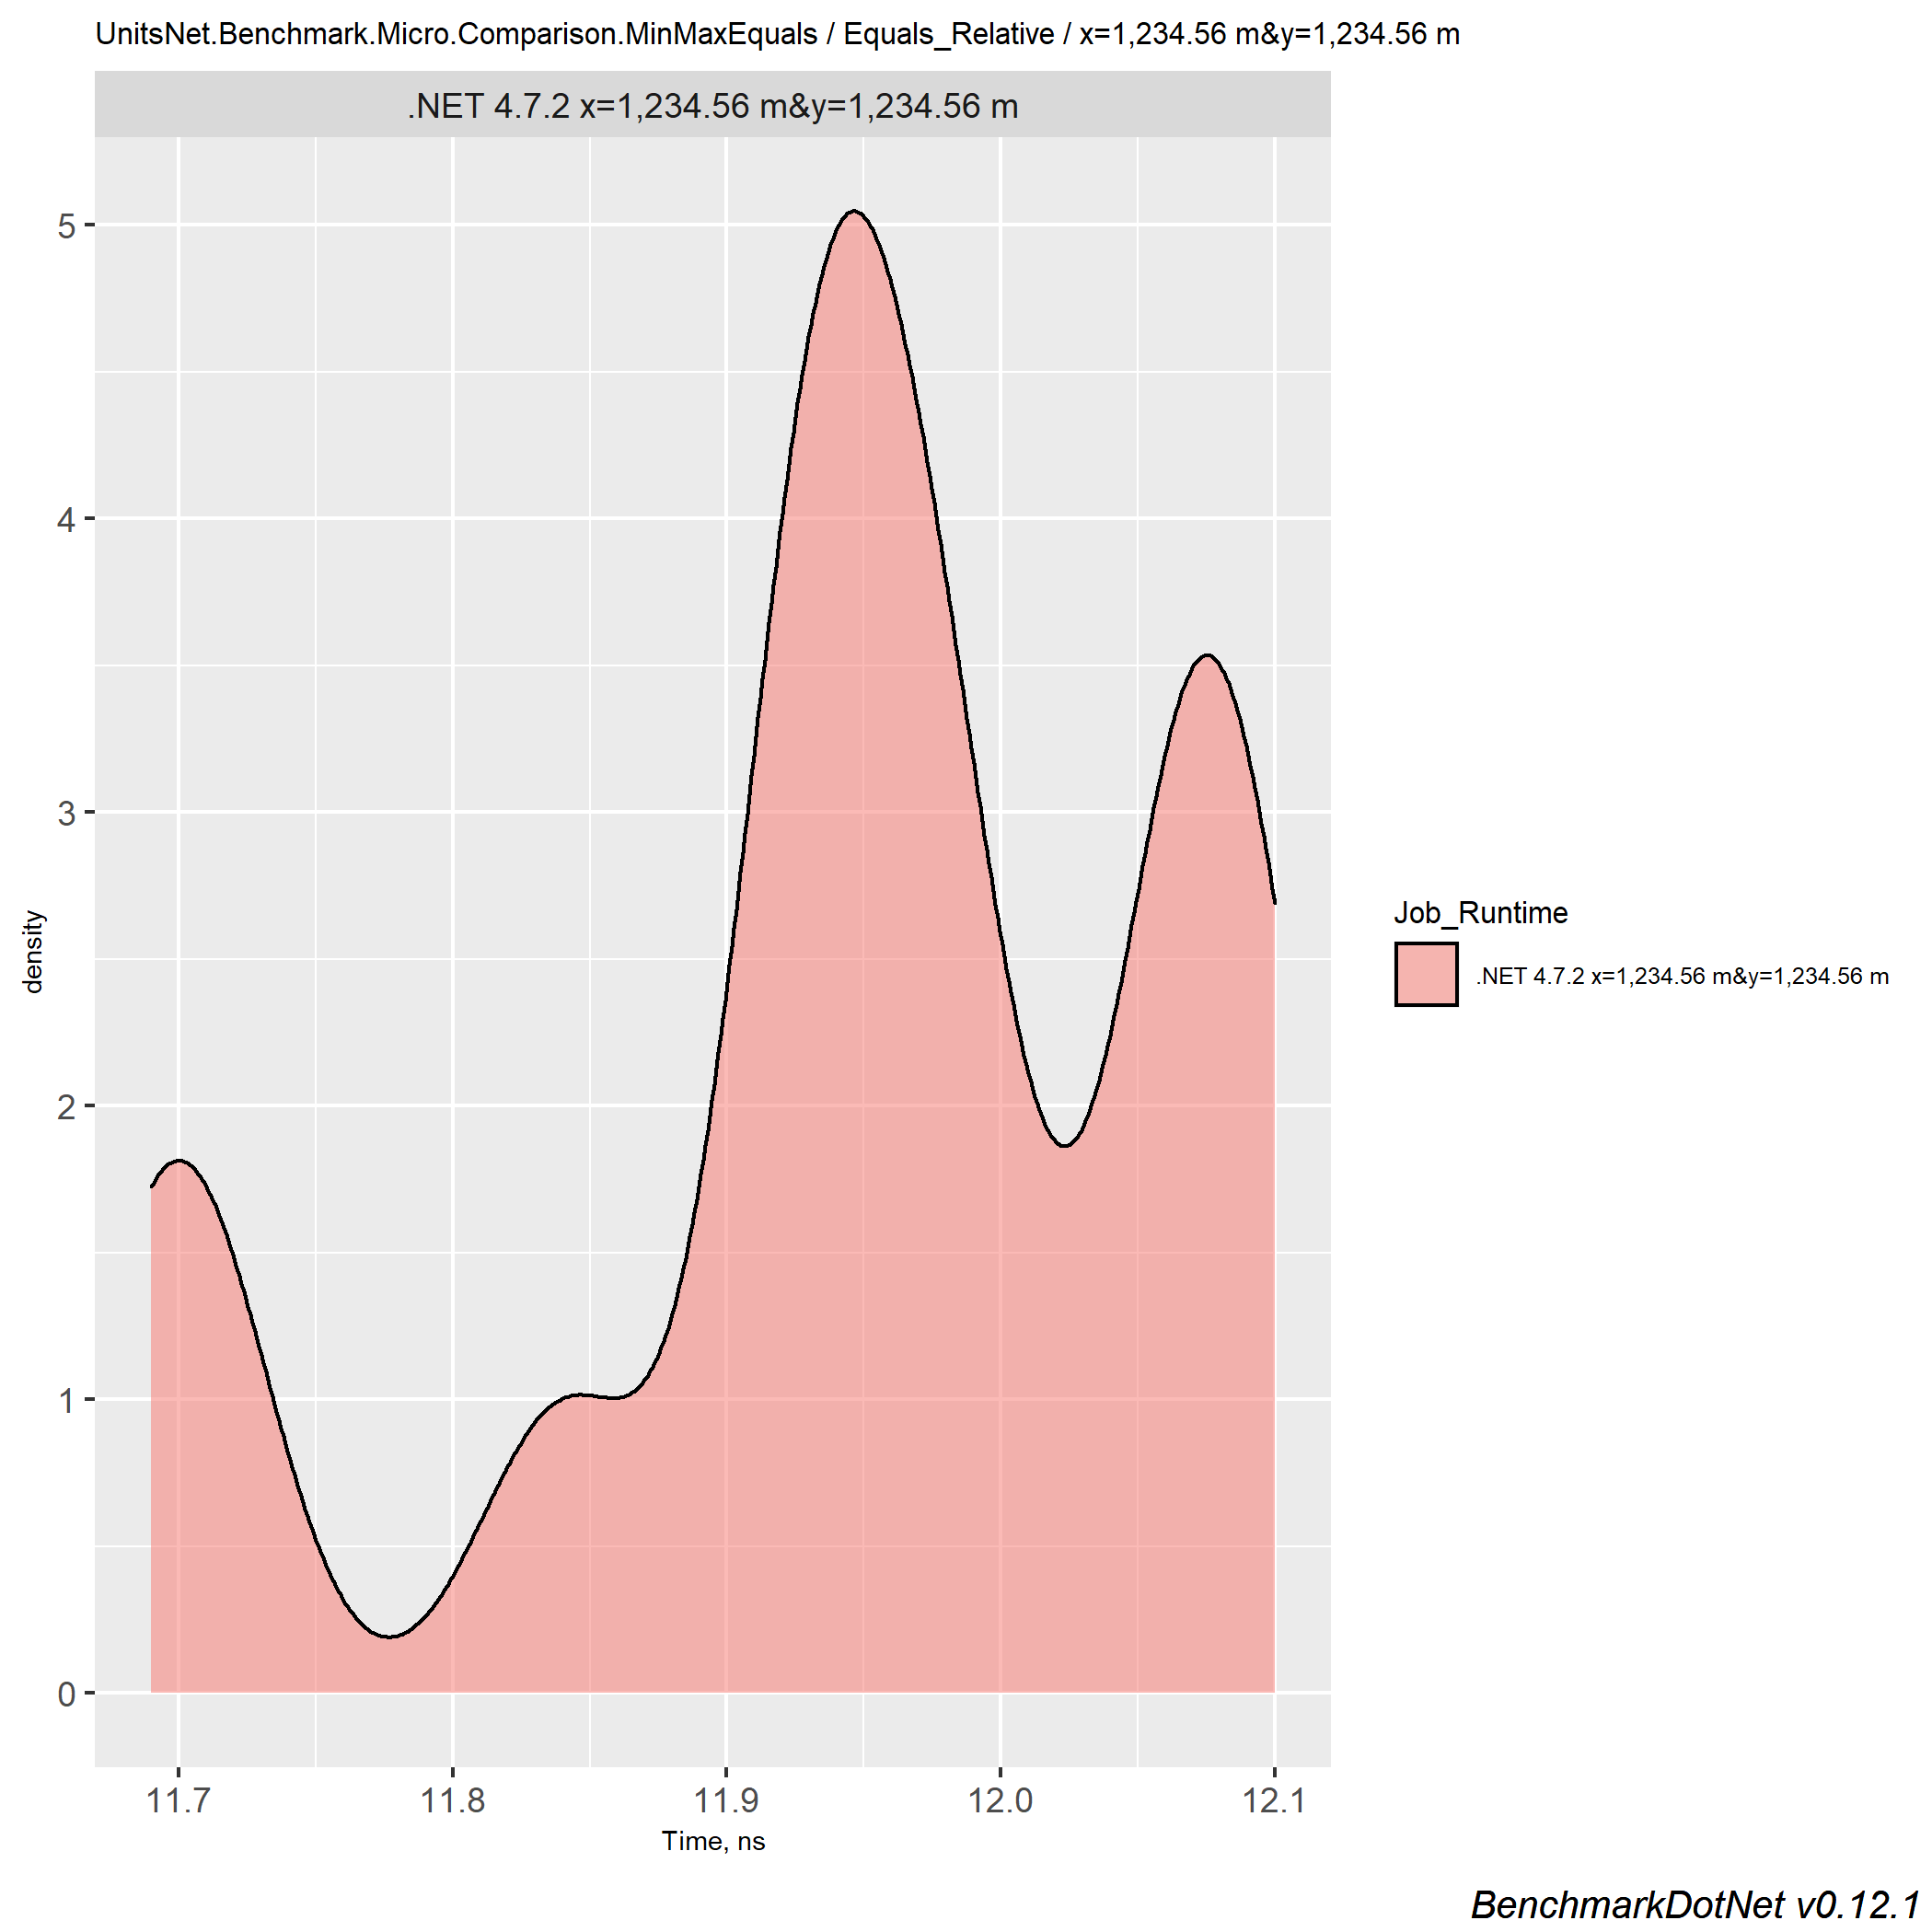 UnitsNet.Benchmark.Micro.Comparison.MinMaxEquals / Equals_Relative / x=1,234.56 m&y=1,234.56 m
.NET 4.7.2 x=1,234.56 m&y=1,234.56 m
5
4
3
2
1
0
density
11.7
11.8
11.9
12.0
12.1
Time, ns
Job_Runtime
.NET 4.7.2 x=1,234.56 m&y=1,234.56 m
BenchmarkDotNet v0.12.1